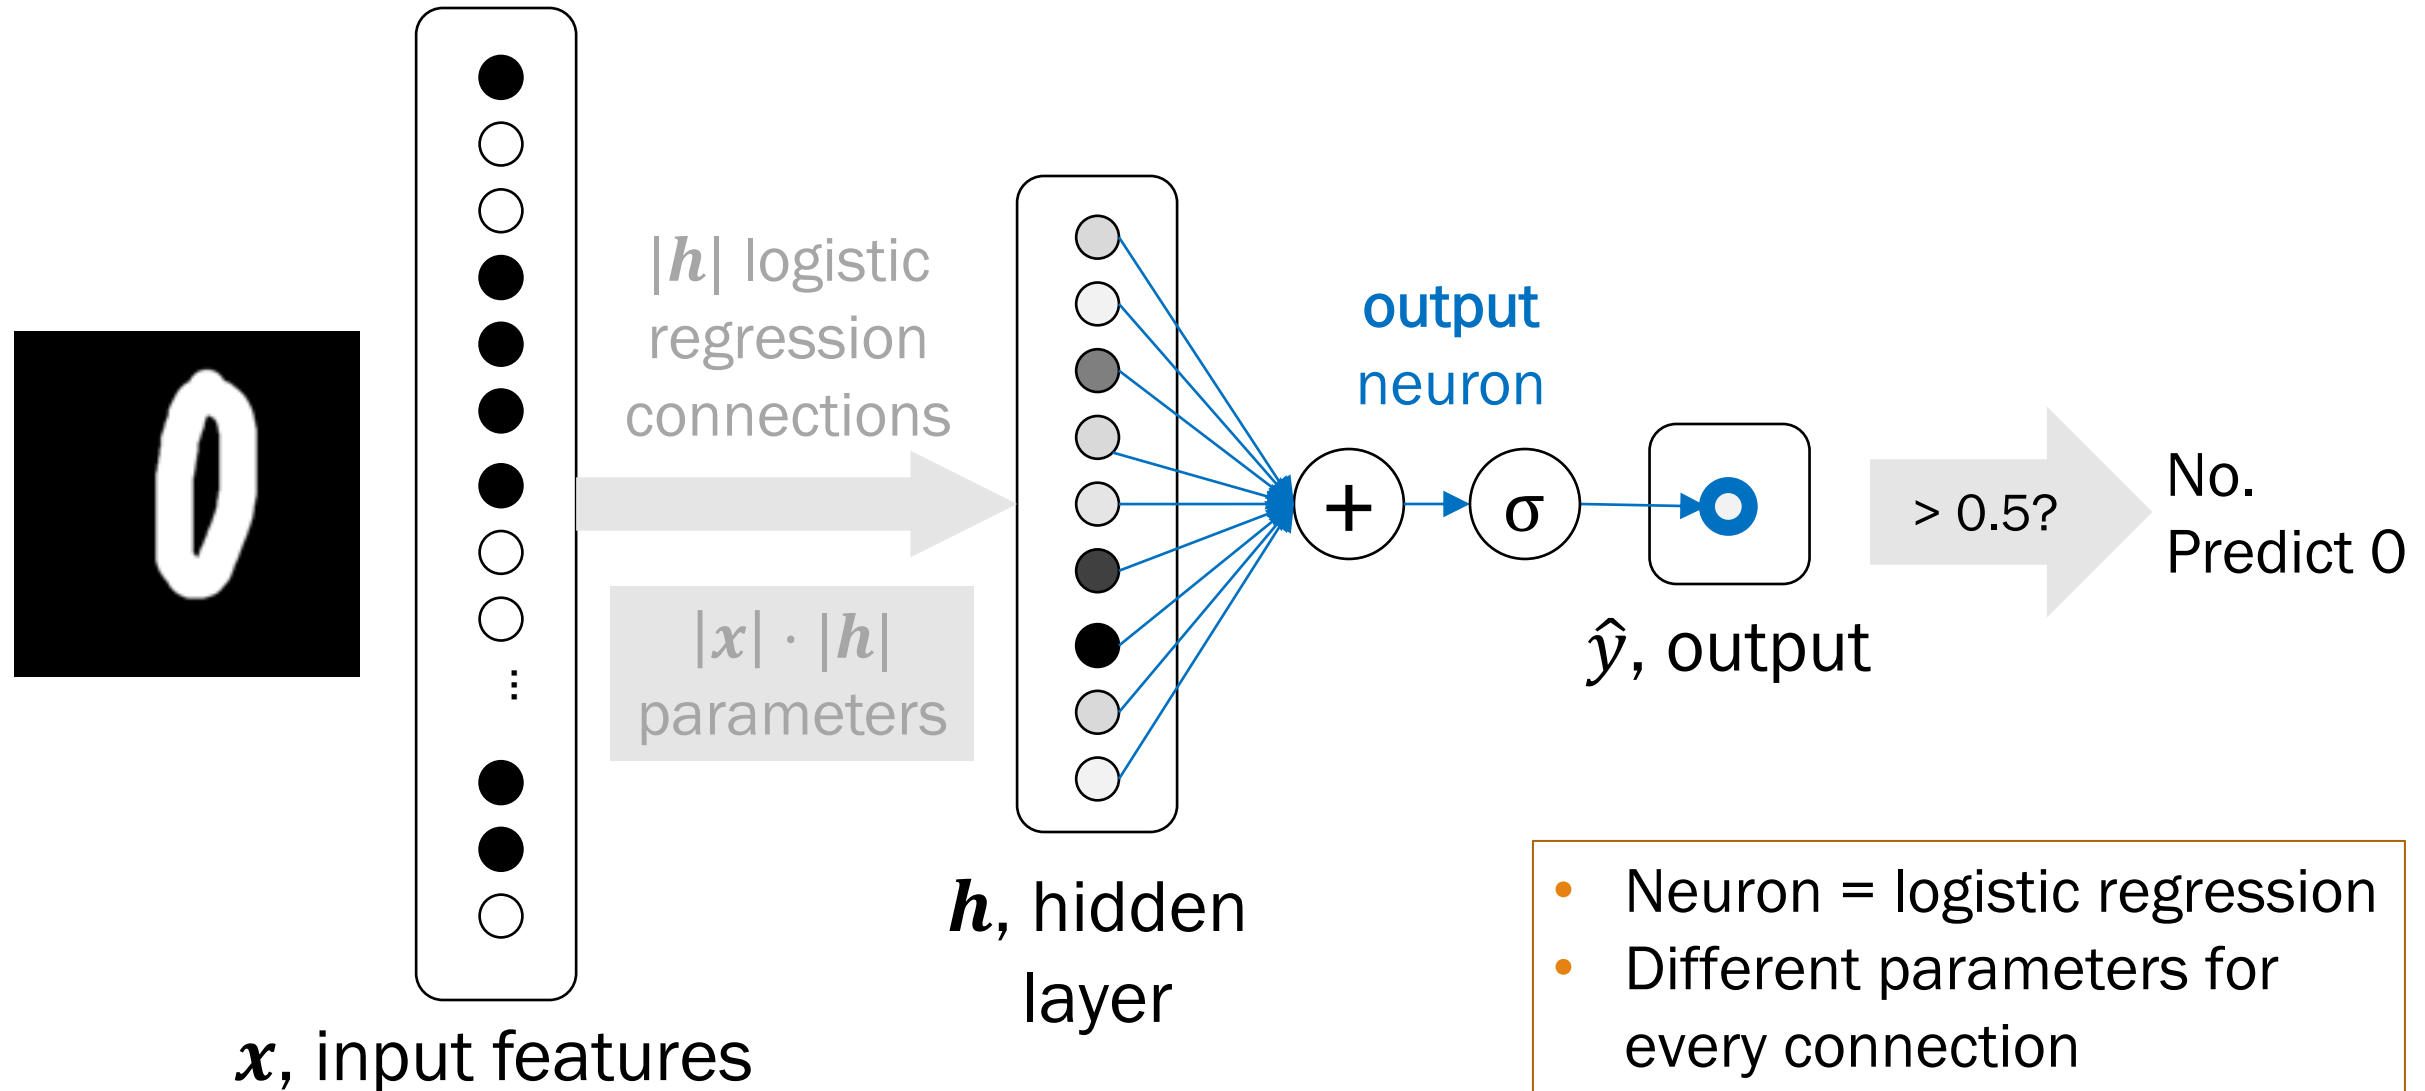 |h| logistic
regression
connections
|x| · |h|
parameters
output
neuron
+
σ
> 0.5?
No.
Predict 0
ŷ, output
h, hidden
layer
x, input features
• Neuron = logistic regression
• Different parameters for
every connection